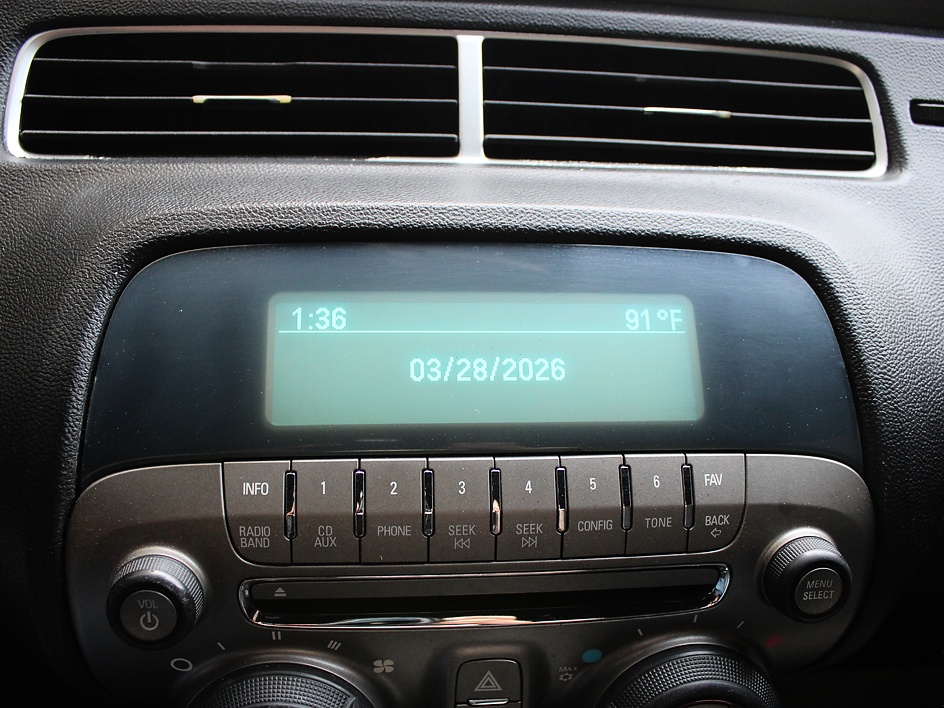 1:36 91°F
03/28/2026
INFO 1 2 3 4 5 6 FAV
RADIO BAND CD AUX PHONE SEEK SEEK CONFIG TONE BACK
VOL
MENU
SELECT
MAX